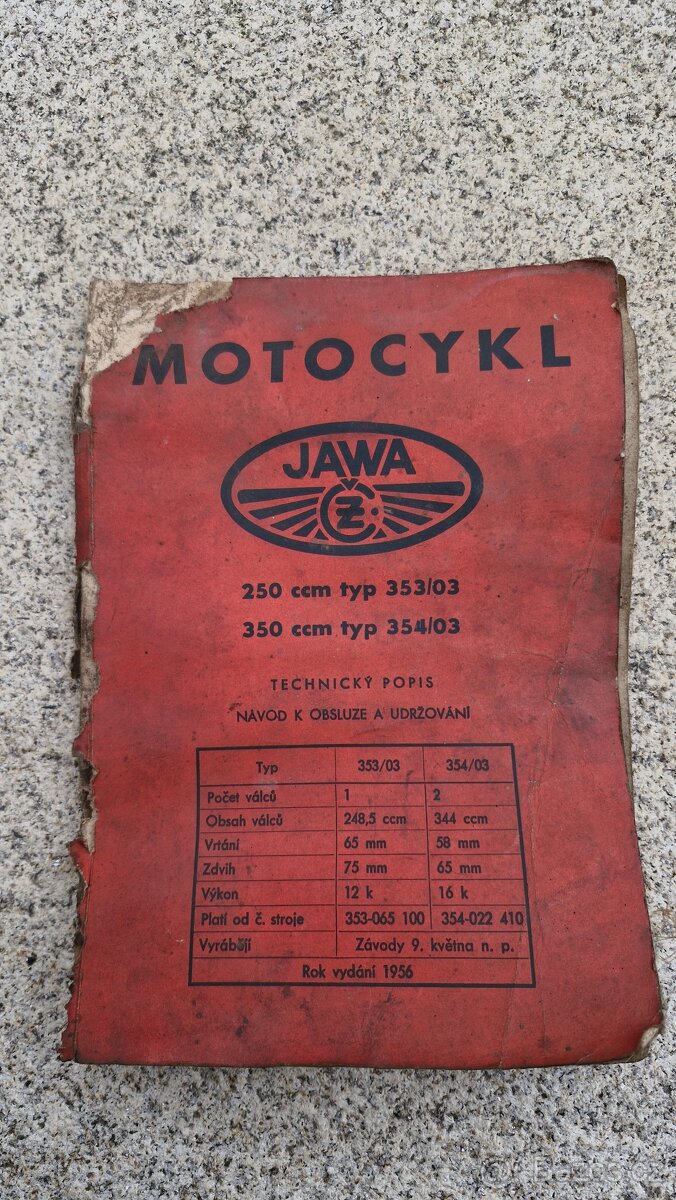 MOTOCYKL
JAWA
ČZ
250 ccm typ 353/03
350 ccm typ 354/03
TECHNICKÝ POPIS
NÁVOD K OBSLUZE A UDRŽOVÁNÍ
Typ 353/03 354/03
Počet válců 1 2
Obsah válců 248,5 ccm 344 ccm
Vrtání 65 mm 58 mm
Zdvih 75 mm 65 mm
Výkon 12 k 16 k
Platí od č. stroje 353-065 100 354-022 410
Vyrábějí Závody 9. května n. p.
Rok vydání 1956
Bazos.cz